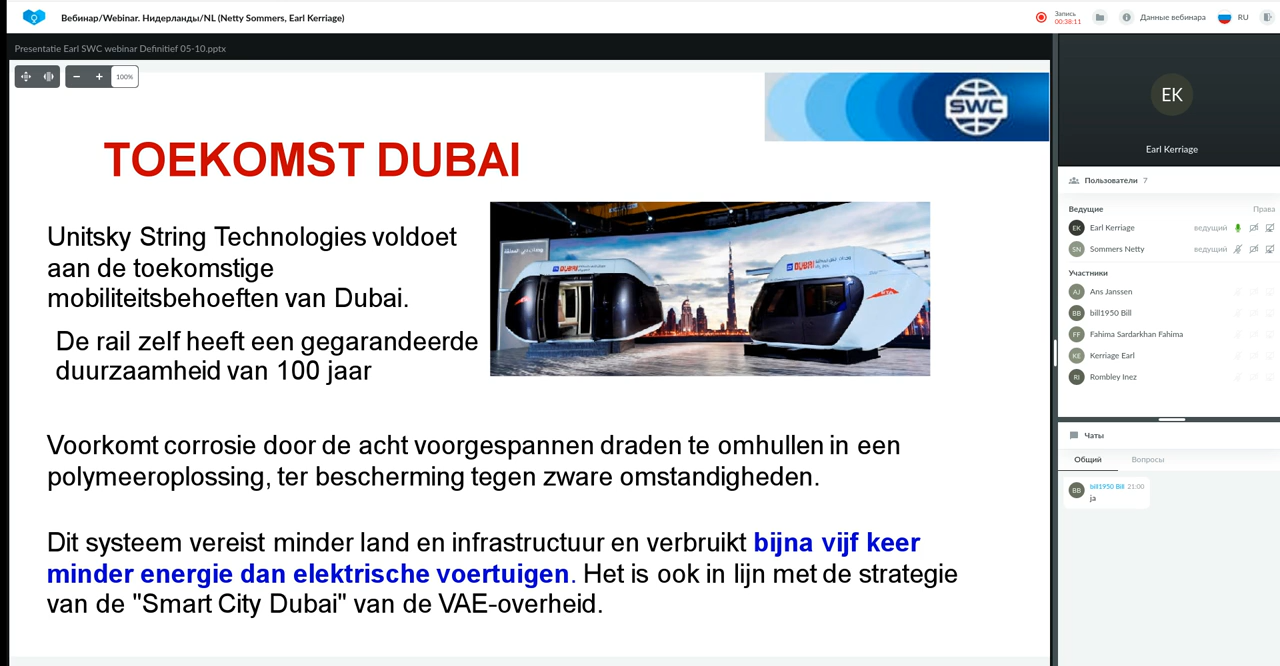 Вебинар/Webinar. Нидерланды/NL (Netty Sommers, Earl Kerriage)
Запись
00:38:11
Данные вебинара
RU
Presentatie Earl SWC webinar Definitief 05-10.pptx
100%
SWC
TOEKOMST DUBAI
Unitsky String Technologies voldoet
aan de toekomstige
mobiliteitsbehoeften van Dubai.
De rail zelf heeft een gegarandeerde
duurzaamheid van 100 jaar
DUBAI
DUBAI
Voorkomt corrosie door de acht voorgespannen draden te omhullen in een
polymeeroplossing, ter bescherming tegen zware omstandigheden.
Dit systeem vereist minder land en infrastructuur en verbruikt bijna vijf keer
minder energie dan elektrische voertuigen. Het is ook in lijn met de strategie
van de "Smart City Dubai" van de VAE-overheid.
EK
Earl Kerriage
Пользователи 7
Ведущие Права
EK Earl Kerriage ведущий
SN Sommers Netty ведущий
Участники
AJ Ans Janssen
BB bill1950 Bill
FF Fahima Sardarkhan Fahima
KE Kerriage Earl
RI Rombley Inez
Чаты
Общий Вопросы
BB bill1950 Bill 21:00
ja